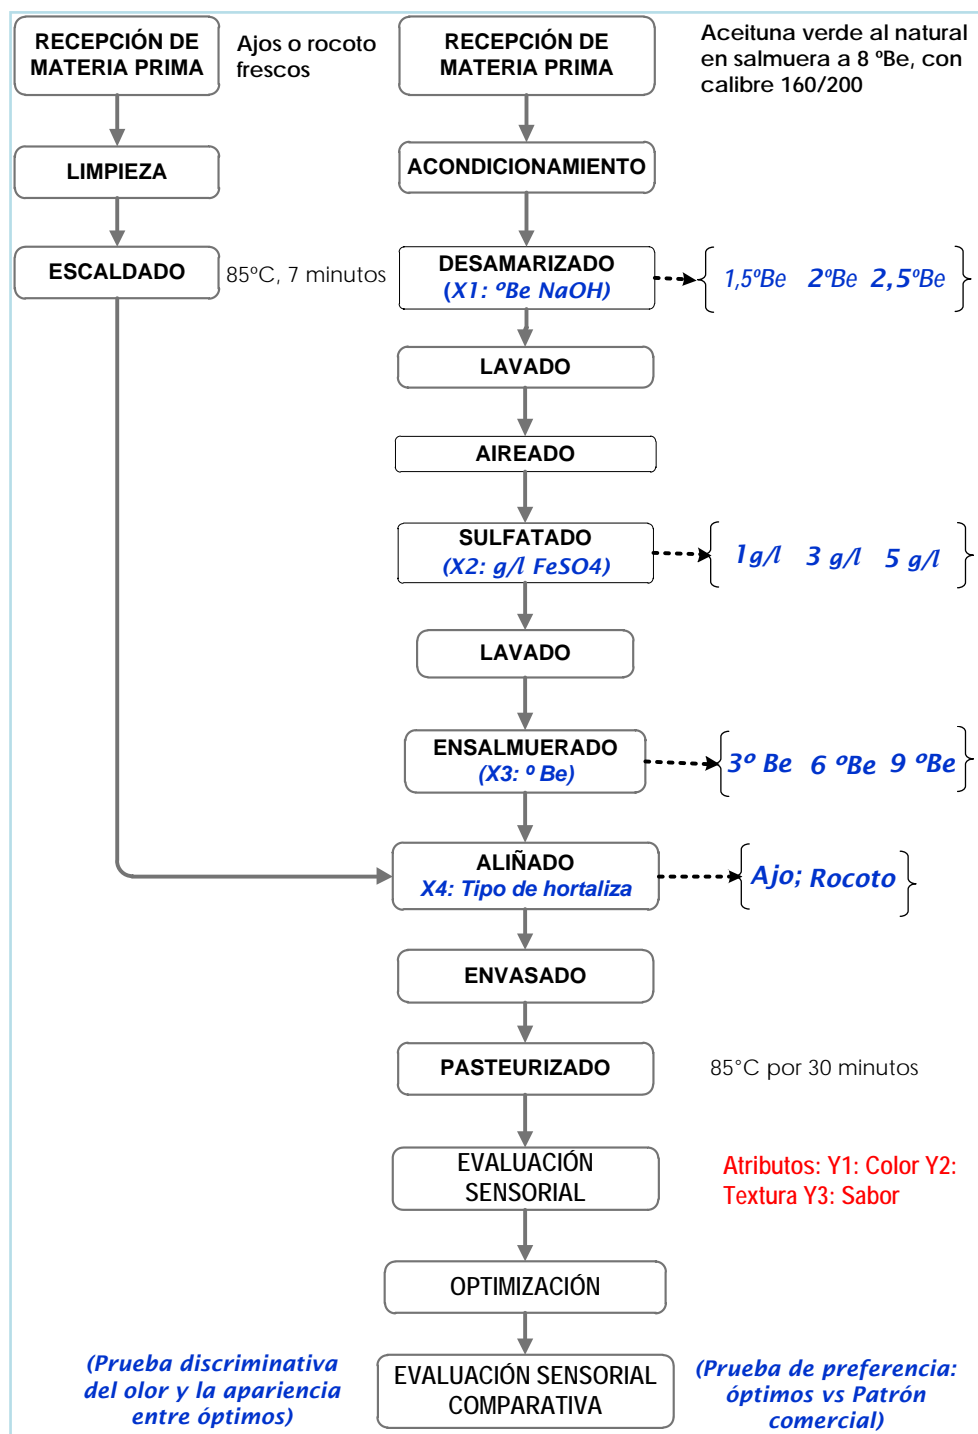 RECEPCIÓN DE
MATERIA PRIMA
Ajos o rocoto
frescos
RECEPCIÓN DE
MATERIA PRIMA
Aceituna verde al natural
en salmuera a 8 ºBe, con
calibre 160/200
LIMPIEZA
ACONDICIONAMIENTO
ESCALDADO
85ºC, 7 minutos
DESAMARIZADO
(X1: ºBe NaOH)
1,5ºBe 2ºBe 2,5ºBe
LAVADO
AIREADO
SULFATADO
(X2: g/l FeSO4)
1g/l 3 g/l 5 g/l
LAVADO
ENSALMUERADO
(X3: º Be)
3º Be 6 ºBe 9 ºBe
ALIÑADO
X4: Tipo de hortaliza
Ajo; Rocoto
ENVASADO
PASTEURIZADO
85°C por 30 minutos
EVALUACIÓN
SENSORIAL
Atributos: Y1: Color Y2:
Textura Y3: Sabor
OPTIMIZACIÓN
(Prueba discriminativa
del olor y la apariencia
entre óptimos)
EVALUACIÓN SENSORIAL
COMPARATIVA
(Prueba de preferencia:
óptimos vs Patrón
comercial)